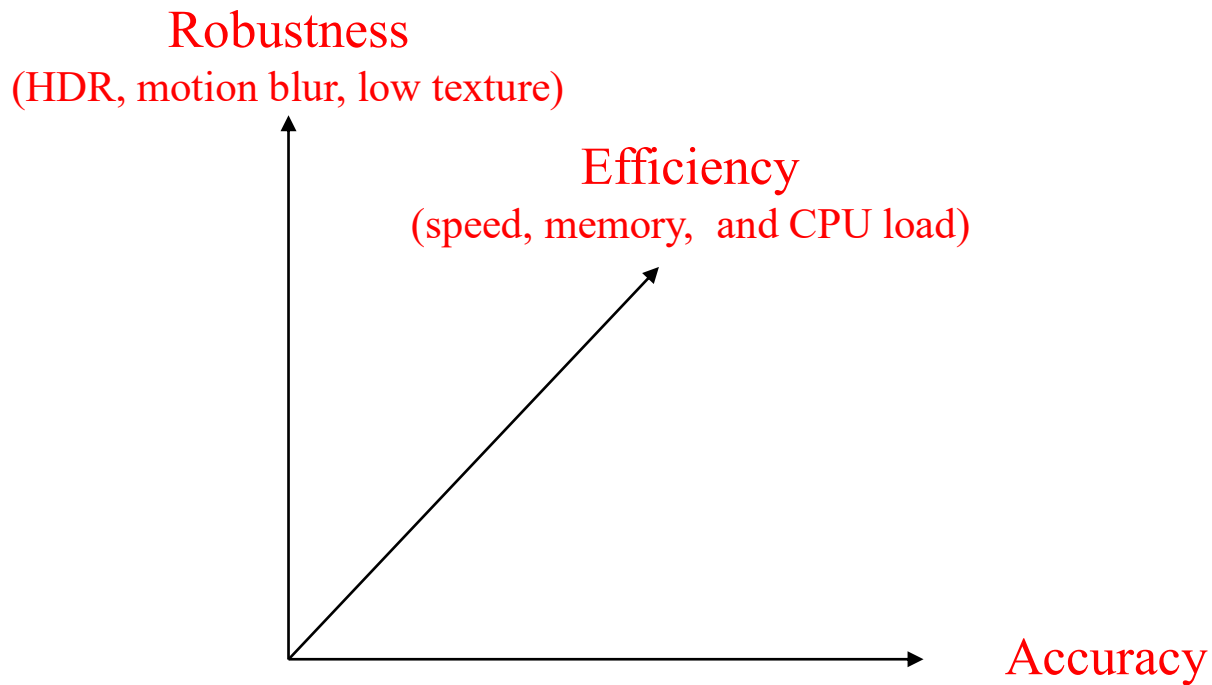 Robustness
(HDR, motion blur, low texture)
Efficiency
(speed, memory,  and CPU load)
Accuracy